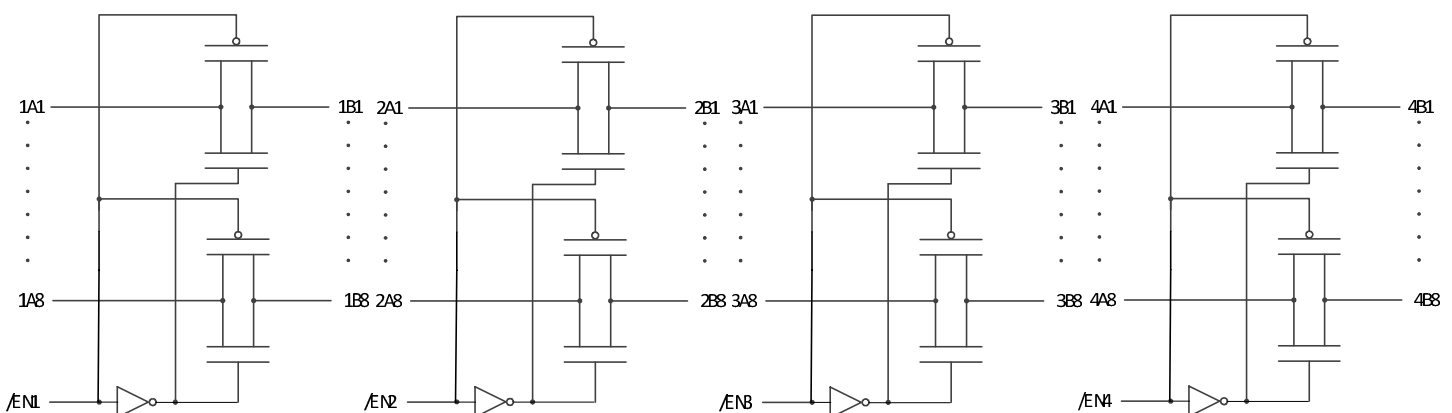 1A1 1B1 2A1 2B1 3A1 3B1 4A1 4B1
1A8 1B8 2A8 2B8 3A8 3B8 4A8 4B8
/EN1 /EN2 /EN3 /EN4